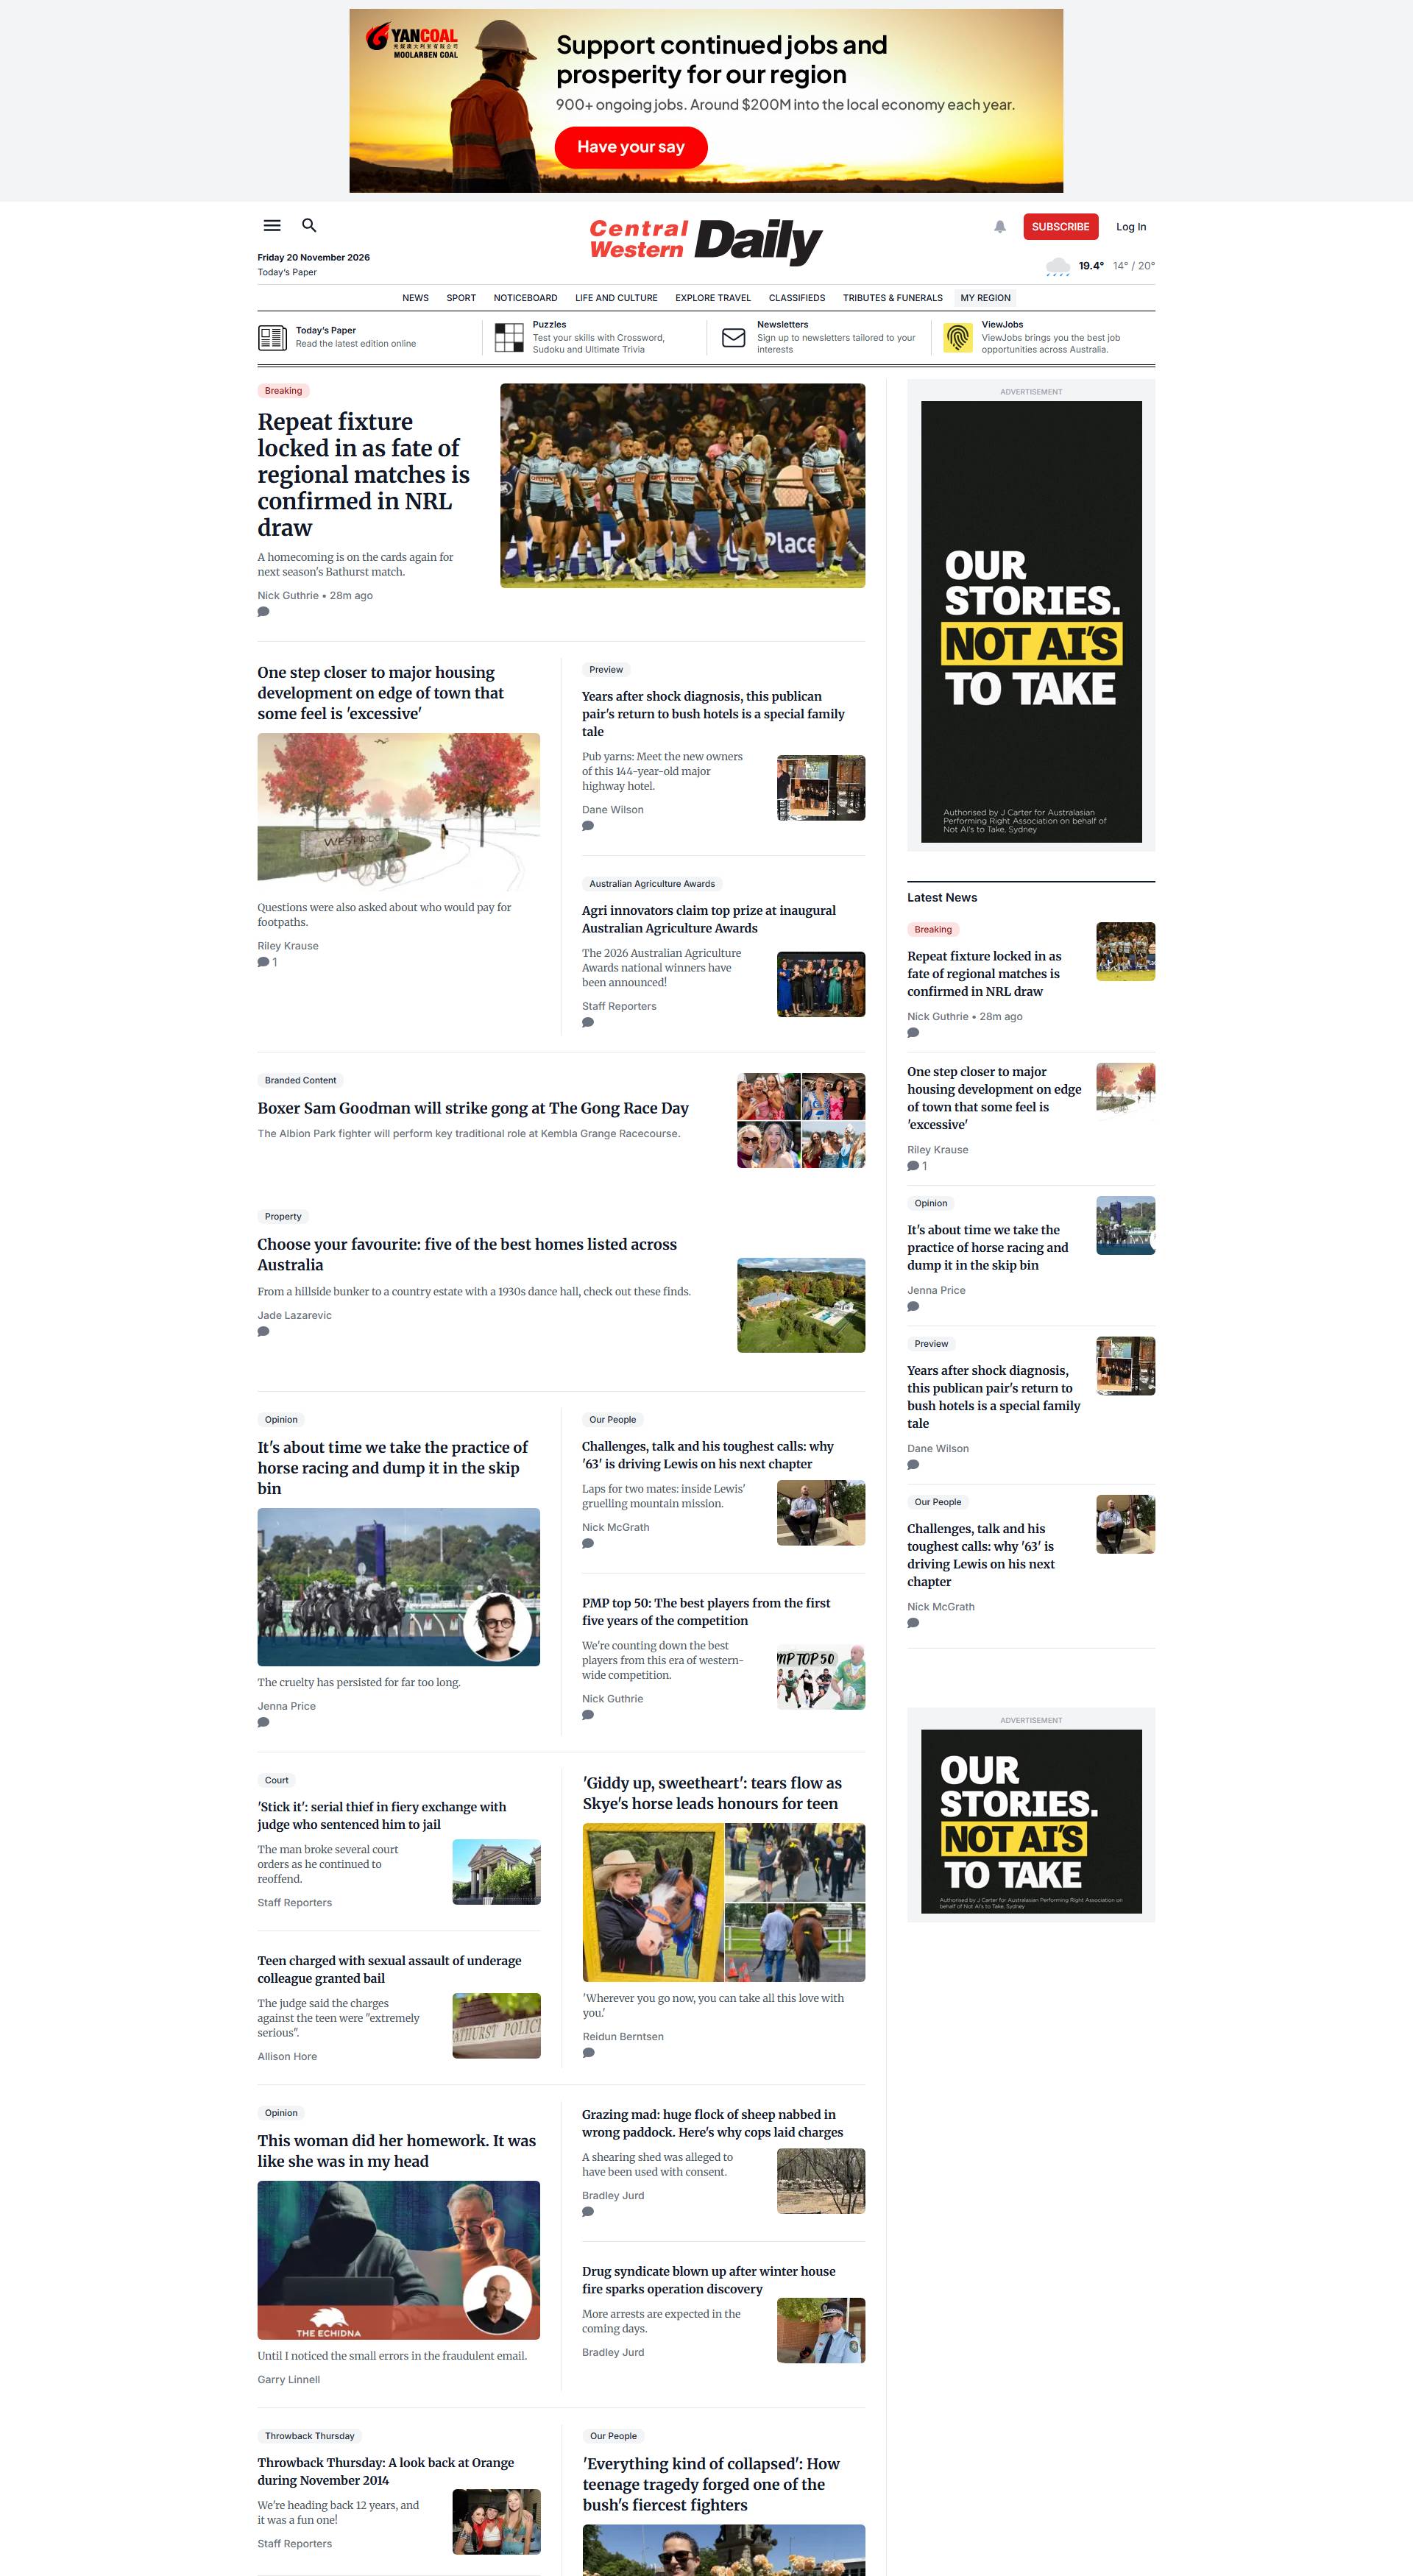 YANCOAL
MOOLARBEN COAL
Support continued jobs and
prosperity for our region
900+ ongoing jobs. Around $200M into the local economy each year.
Have your say
Central
Western
Daily
SUBSCRIBE
Log In
Friday 20 November 2026
Today's Paper
19.4° 14° / 20°
NEWS SPORT NOTICEBOARD LIFE AND CULTURE EXPLORE TRAVEL CLASSIFIEDS TRIBUTES & FUNERALS MY REGION
Today's Paper
Read the latest edition online
Puzzles
Test your skills with Crossword,
Sudoku and Ultimate Trivia
Newsletters
Sign up to newsletters tailored to your
interests
ViewJobs
ViewJobs brings you the best job
opportunities across Australia.
Breaking
Repeat fixture
locked in as fate of
regional matches is
confirmed in NRL
draw
A homecoming is on the cards again for
next season's Bathurst match.
Nick Guthrie • 28m ago
Place
One step closer to major housing
development on edge of town that
some feel is 'excessive'
Questions were also asked about who would pay for
footpaths.
Riley Krause
1
Preview
Years after shock diagnosis, this publican
pair's return to bush hotels is a special family
tale
Pub yarns: Meet the new owners
of this 144-year-old major
highway hotel.
Dane Wilson
Australian Agriculture Awards
Agri innovators claim top prize at inaugural
Australian Agriculture Awards
The 2026 Australian Agriculture
Awards national winners have
been announced!
Staff Reporters
Branded Content
Boxer Sam Goodman will strike gong at The Gong Race Day
The Albion Park fighter will perform key traditional role at Kembla Grange Racecourse.
Property
Choose your favourite: five of the best homes listed across
Australia
From a hillside bunker to a country estate with a 1930s dance hall, check out these finds.
Jade Lazarevic
Opinion
It's about time we take the practice of
horse racing and dump it in the skip
bin
The cruelty has persisted for far too long.
Jenna Price
Our People
Challenges, talk and his toughest calls: why
'63' is driving Lewis on his next chapter
Laps for two mates: inside Lewis'
gruelling mountain mission.
Nick McGrath
PMP top 50: The best players from the first
five years of the competition
We're counting down the best
players from this era of western-
wide competition.
Nick Guthrie
MP TOP 50
Court
'Stick it': serial thief in fiery exchange with
judge who sentenced him to jail
The man broke several court
orders as he continued to
reoffend.
Staff Reporters
Teen charged with sexual assault of underage
colleague granted bail
The judge said the charges
against the teen were "extremely
serious".
Allison Hore
ATHURST POLICE
'Giddy up, sweetheart': tears flow as
Skye's horse leads honours for teen
'Wherever you go now, you can take all this love with
you.'
Reidun Berntsen
Opinion
This woman did her homework. It was
like she was in my head
THE ECHIDNA
Until I noticed the small errors in the fraudulent email.
Garry Linnell
Grazing mad: huge flock of sheep nabbed in
wrong paddock. Here's why cops laid charges
A shearing shed was alleged to
have been used with consent.
Bradley Jurd
Drug syndicate blown up after winter house
fire sparks operation discovery
More arrests are expected in the
coming days.
Bradley Jurd
Throwback Thursday
Throwback Thursday: A look back at Orange
during November 2014
We're heading back 12 years, and
it was a fun one!
Staff Reporters
Our People
'Everything kind of collapsed': How
teenage tragedy forged one of the
bush's fiercest fighters
ADVERTISEMENT
OUR
STORIES.
NOT AI'S
TO TAKE
Authorised by J Carter for Australasian
Performing Right Association on behalf of
Not AI's to Take, Sydney
Latest News
Breaking
Repeat fixture locked in as
fate of regional matches is
confirmed in NRL draw
Nick Guthrie • 28m ago
One step closer to major
housing development on edge
of town that some feel is
'excessive'
Riley Krause
1
Opinion
It's about time we take the
practice of horse racing and
dump it in the skip bin
Jenna Price
Preview
Years after shock diagnosis,
this publican pair's return to
bush hotels is a special family
tale
Dane Wilson
Our People
Challenges, talk and his
toughest calls: why '63' is
driving Lewis on his next
chapter
Nick McGrath
ADVERTISEMENT
OUR
STORIES.
NOT AI'S
TO TAKE
Authorised by J Carter for Australasian Performing Right Association on
behalf of Not AI's to Take, Sydney